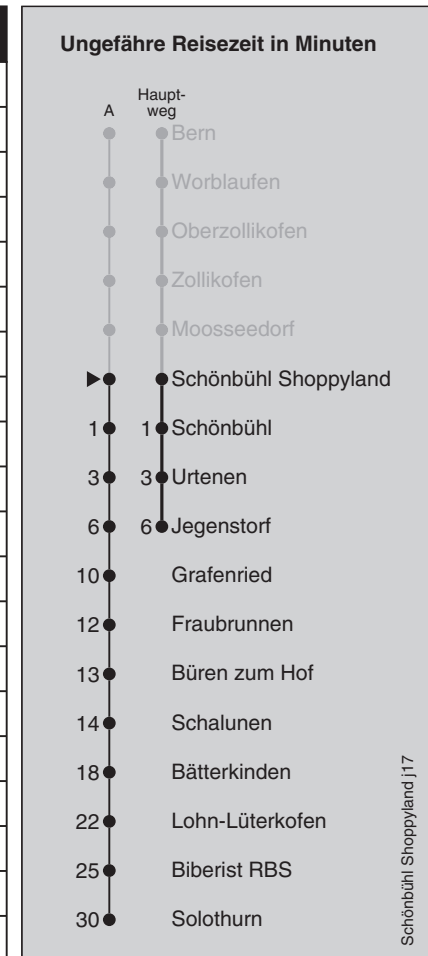 Ungefähre Reisezeit in Minuten
A
Haupt-
weg
Bern
Worblaufen
Oberzollikofen
Zollikofen
Moosseedorf
Schönbühl Shoppyland
1 1 Schönbühl
3 3 Urtenen
6 6 Jegenstorf
10 Grafenried
12 Fraubrunnen
13 Büren zum Hof
14 Schalunen
18 Bätterkinden
22 Lohn-Lüterkofen
25 Biberist RBS
30 Solothurn
Schönbühl Shoppyland j17